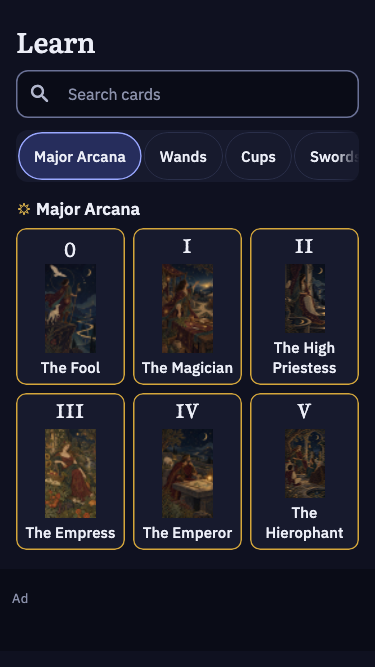 Learn
Search cards
Major Arcana
Wands
Cups
Swords
Major Arcana
0
The Fool
I
The Magician
II
The High
Priestess
III
The Empress
IV
The Emperor
V
The
Hierophant
Ad